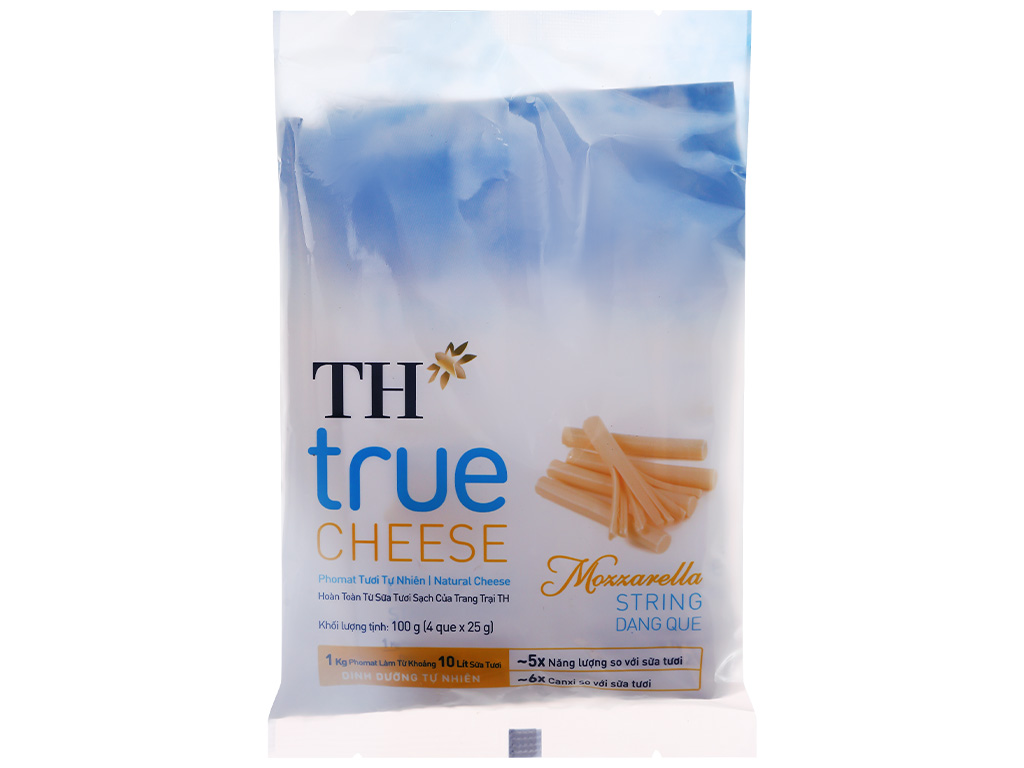 TH
true
CHEESE
Phomat Tươi Tự Nhiên | Natural Cheese
Hoàn Toàn Từ Sữa Tươi Sạch Của Trang Trại TH
Khối lượng tịnh: 100 g (4 que x 25 g)
Mozzarella
STRING
DẠNG QUE
1 Kg Phomat Làm Từ Khoảng 10 Lít Sữa Tươi
DINH DƯỠNG TỰ NHIÊN
~5x Năng lượng so với sữa tươi
~6x Canxi so với sữa tươi